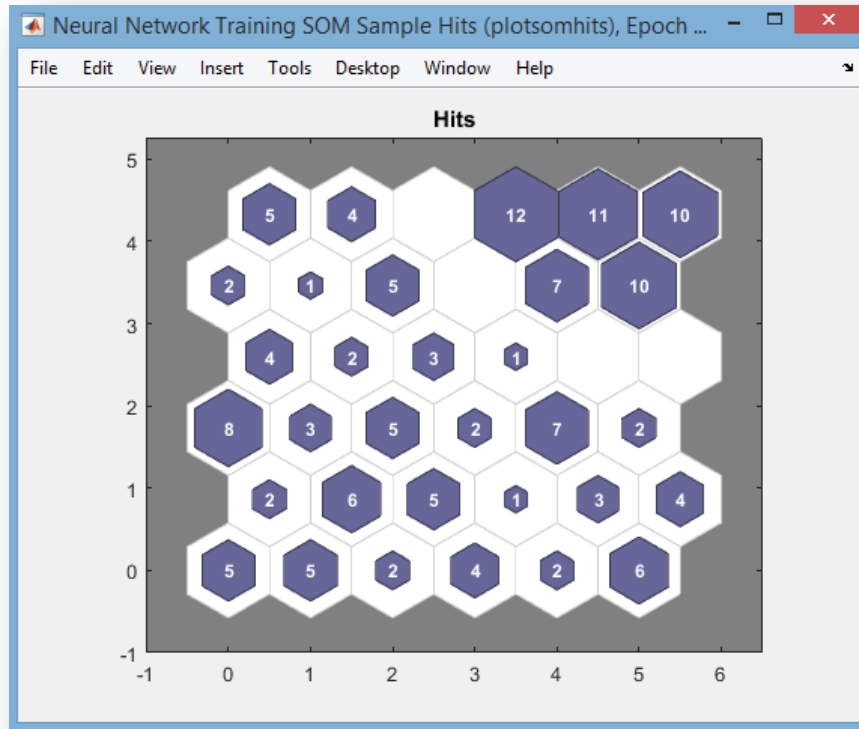 Neural Network Training SOM Sample Hits (plotsomhits), Epoch ...
File Edit View Insert Tools Desktop Window Help
Hits
5
5 4 12 11 10
4
2 1 5 7 10
3
4 2 3 1
2
8 3 5 2 7 2
1
2 6 5 1 3 4
0
5 5 2 4 2 6
-1
-1 0 1 2 3 4 5 6